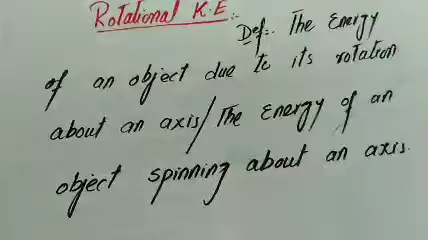 Rotational K.E:-
Def:- The Energy
of an object due to its rotation
about an axis/The Energy of an
object spinning about an axis.